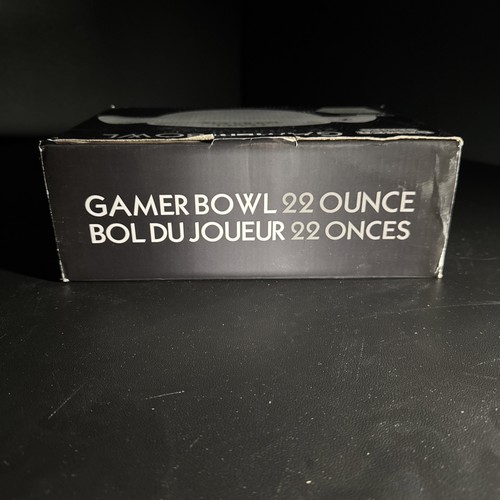 GAMER BOWL 22 OUNCE
BOL DU JOUEUR 22 ONCES